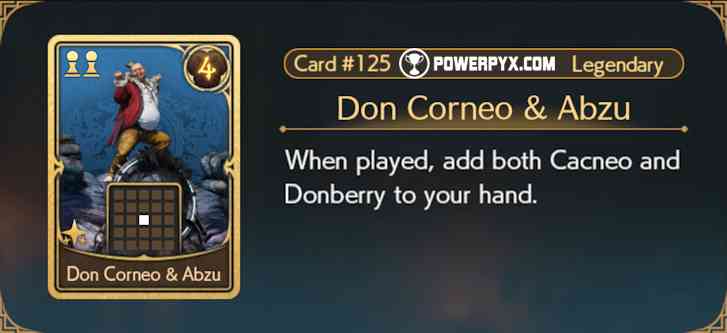 4
Don Corneo & Abzu
Card #125 POWERPYX.COM Legendary
Don Corneo & Abzu
When played, add both Cacneo and
Donberry to your hand.